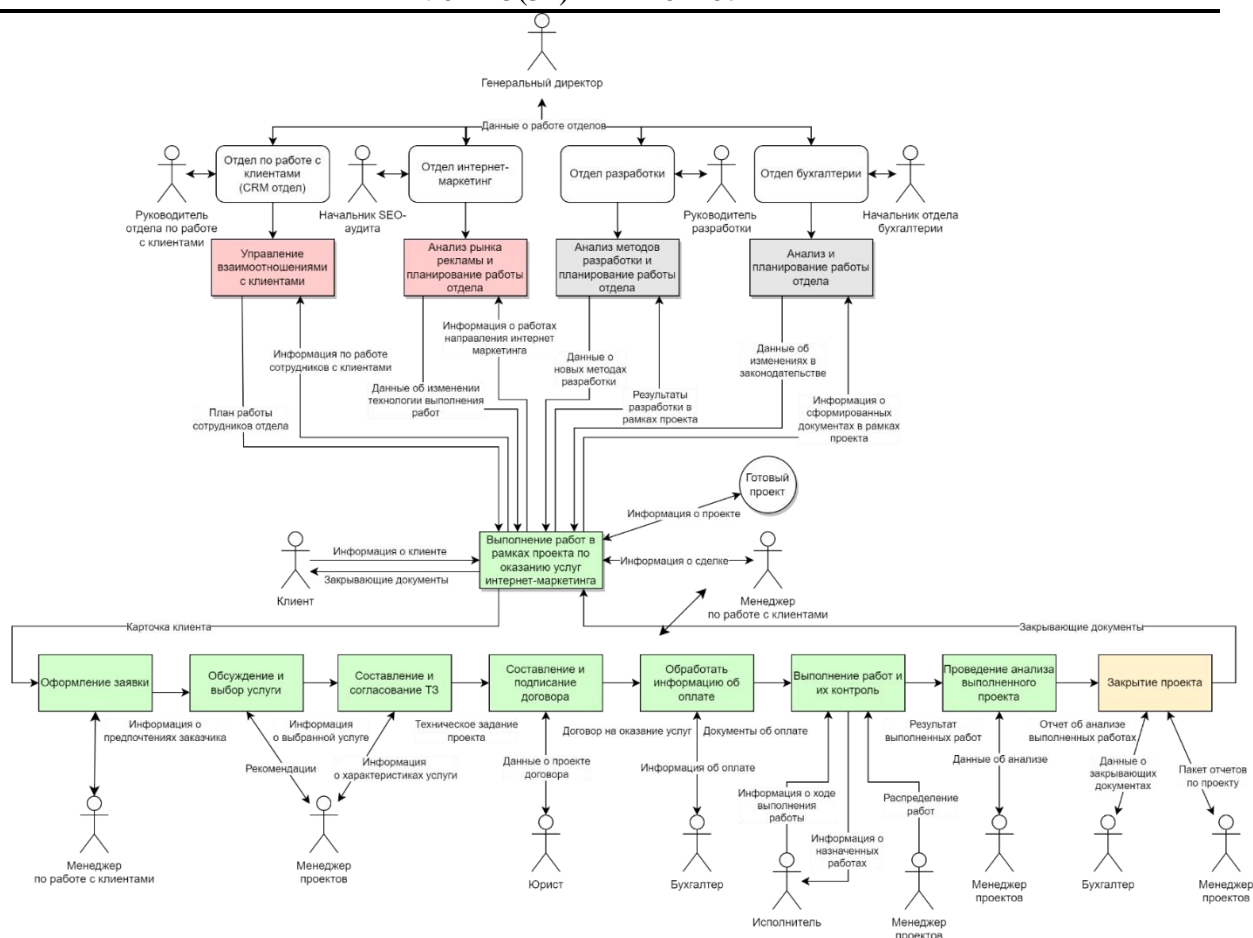 Генеральный директор
Данные о работе отделов
Отдел по работе с
клиентами
(CRM отдел)
Отдел интернет-
маркетинг
Отдел разработки
Отдел бухгалтерии
Руководитель
отдела по работе
с клиентами
Начальник SEO-
аудита
Руководитель
разработки
Начальник отдела
бухгалтерии
Управление
взаимоотношениями
с клиентами
Анализ рынка
рекламы и
планирование работы
отдела
Анализ методов
разработки и
планирование работы
отдела
Анализ и
планирование работы
отдела
Информация о работах
направления интернет
маркетинга
Информация по работе
сотрудников с клиентами
Данные о
новых методах
разработки
Данные об
изменениях в
законодательстве
Данные об изменении
технологии выполнения
работ
Результаты
разработки в
рамках проекта
Информация о
сформированных
документах в рамках
проекта
План работы
сотрудников отдела
Готовый
проект
Информация о проекте
Выполнение работ в
рамках проекта по
оказанию услуг
интернет-маркетинга
Информация о клиенте
Закрывающие документы
Информация о сделке
Клиент
Менеджер
по работе с клиентами
Карточка клиента
Закрывающие документы
Оформление заявки
Обсуждение и
выбор услуги
Составление и
согласование ТЗ
Составление и
подписание
договора
Обработать
информацию об
оплате
Выполнение работ и
их контроль
Проведение анализа
выполненного
проекта
Закрытие проекта
Информация о
предпочтениях заказчика
Информация
о выбранной услуге
Техническое задание
проекта
Договор на оказание услуг
Документы об оплате
Результат
выполненных работ
Отчет об анализе
выполненных работах
Рекомендации
Информация
о характеристиках услуги
Данные о проекте
договора
Информация об оплате
Информация о ходе
выполнения
работы
Информация о
назначенных
работах
Распределение
работ
Данные об анализе
Данные о
закрывающих
документах
Пакет отчетов
по проекту
Менеджер
по работе с клиентами
Менеджер
проектов
Юрист
Бухгалтер
Исполнитель
Менеджер
проектов
Менеджер
проектов
Бухгалтер
Менеджер
проектов